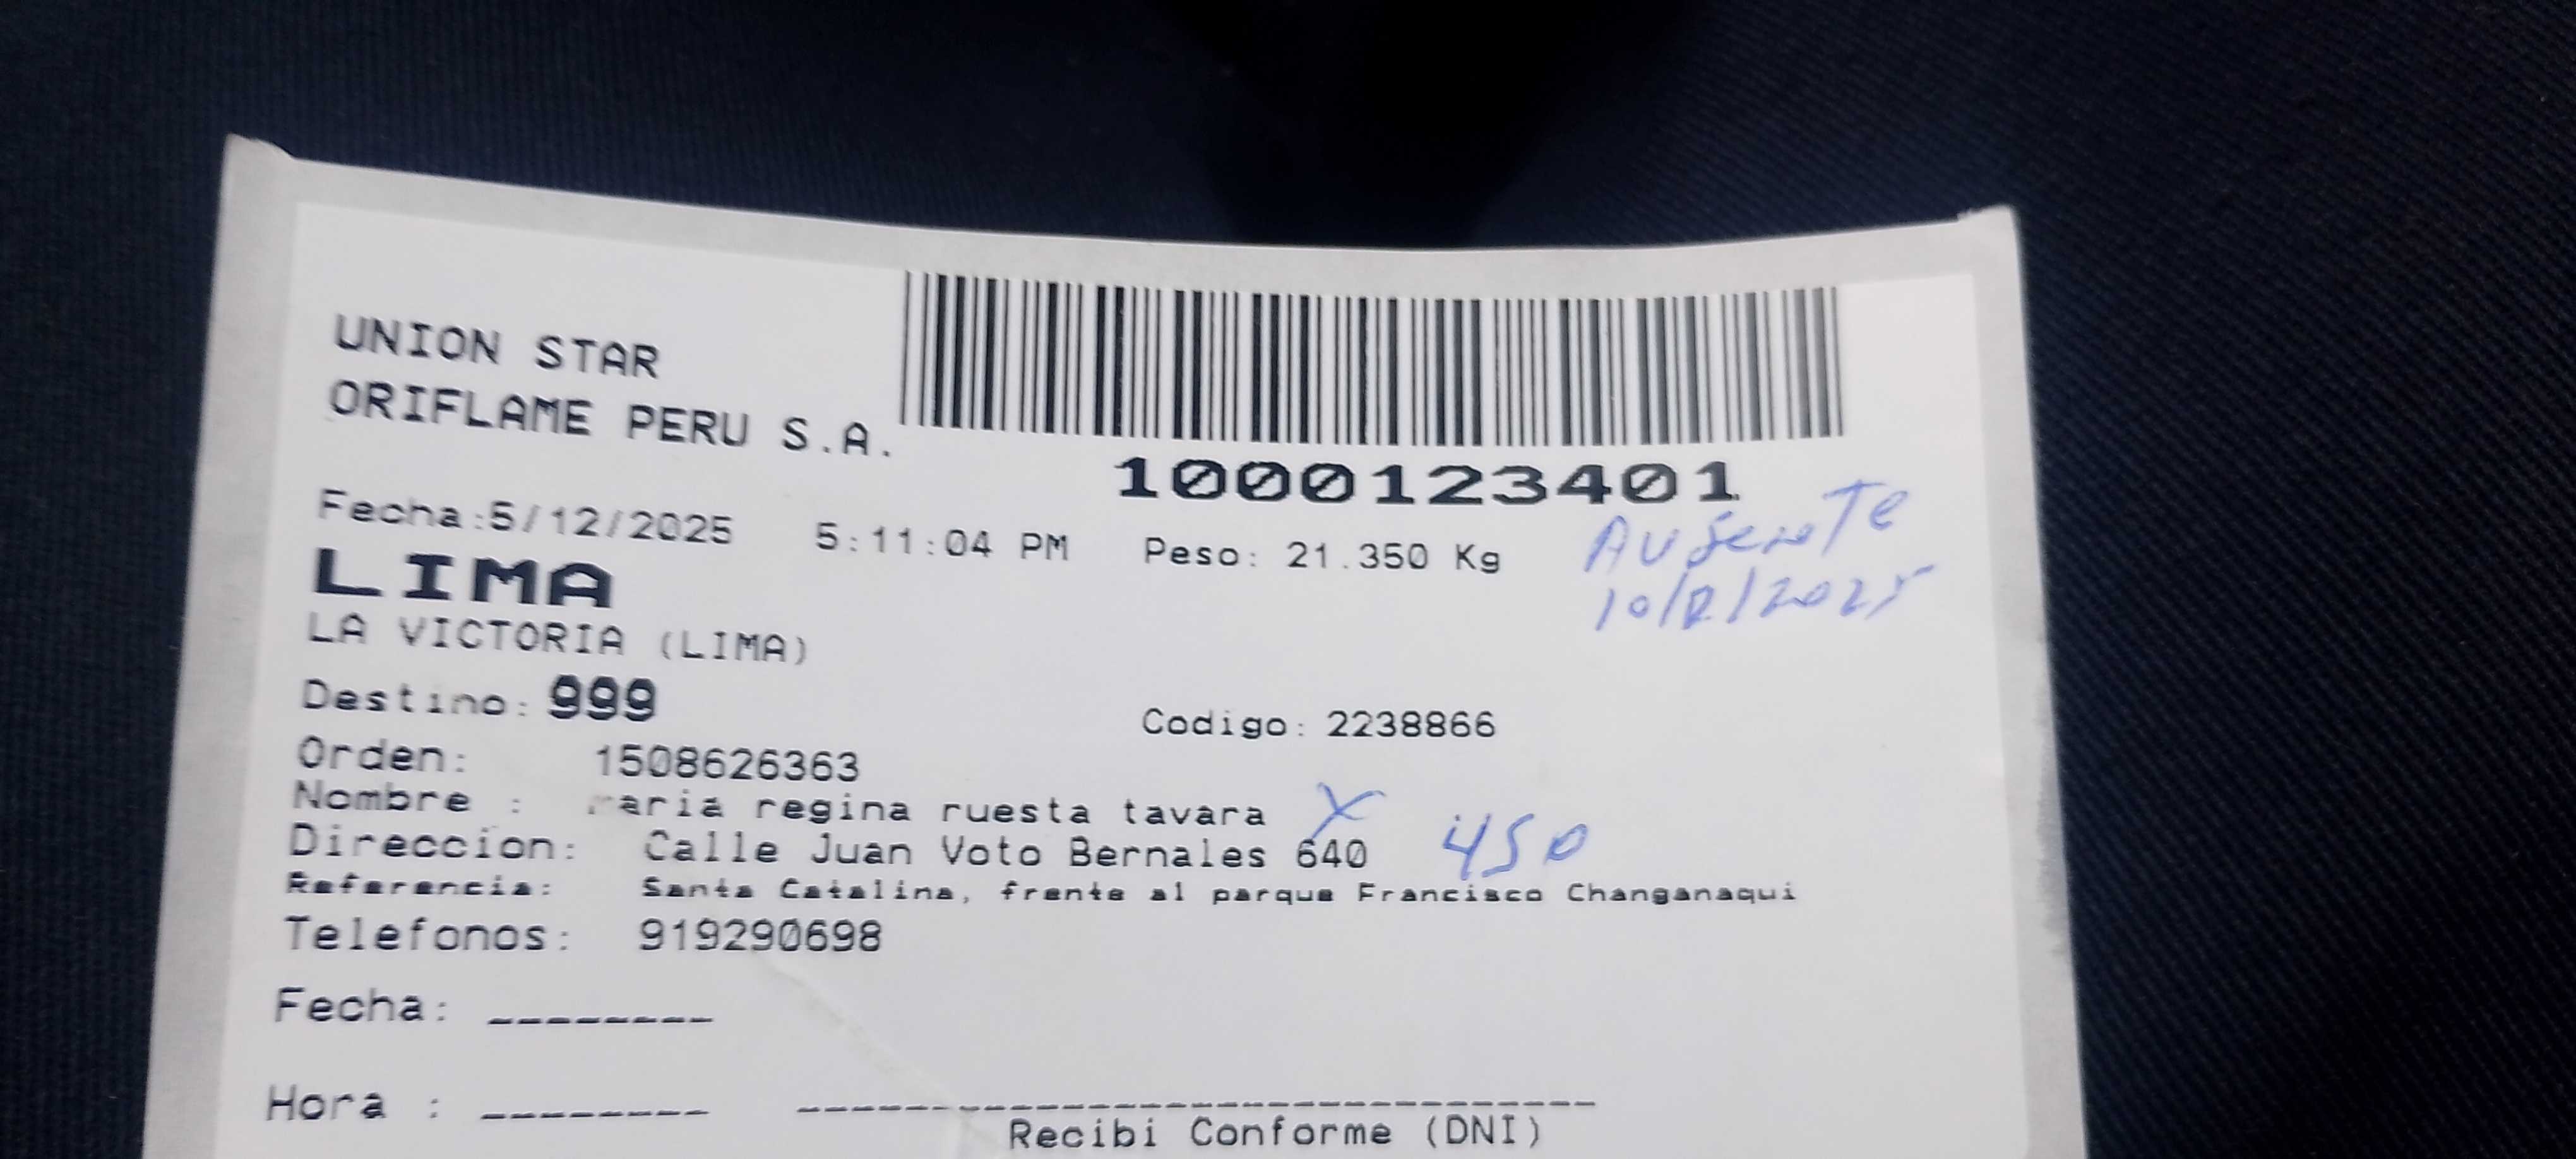 UNION STAR
ORIFLAME PERU S.A.
1000123401
Fecha:5/12/2025 5:11:04 PM Peso: 21.350 Kg
Ausente
10/12/2025
LIMA
LA VICTORIA (LIMA)
Destino: 999
Codigo: 2238866
Orden: 1508626363
Nombre : maria regina ruesta tavara X
Direccion: Calle Juan Voto Bernales 640 450
Referencia: Santa Catalina, frente al parque Francisco Changanaqui
Telefonos: 919290698
Fecha: ________
Hora : ________
Recibi Conforme (DNI)